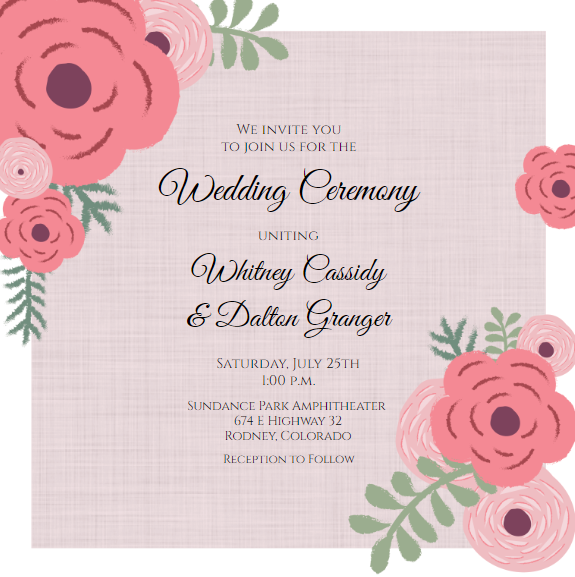 We invite you
to join us for the
Wedding Ceremony
uniting
Whitney Cassidy
& Dalton Granger
Saturday, July 25th
1:00 p.m.
Sundance Park Amphitheater
674 E Highway 32
Rodney, Colorado
Reception to Follow